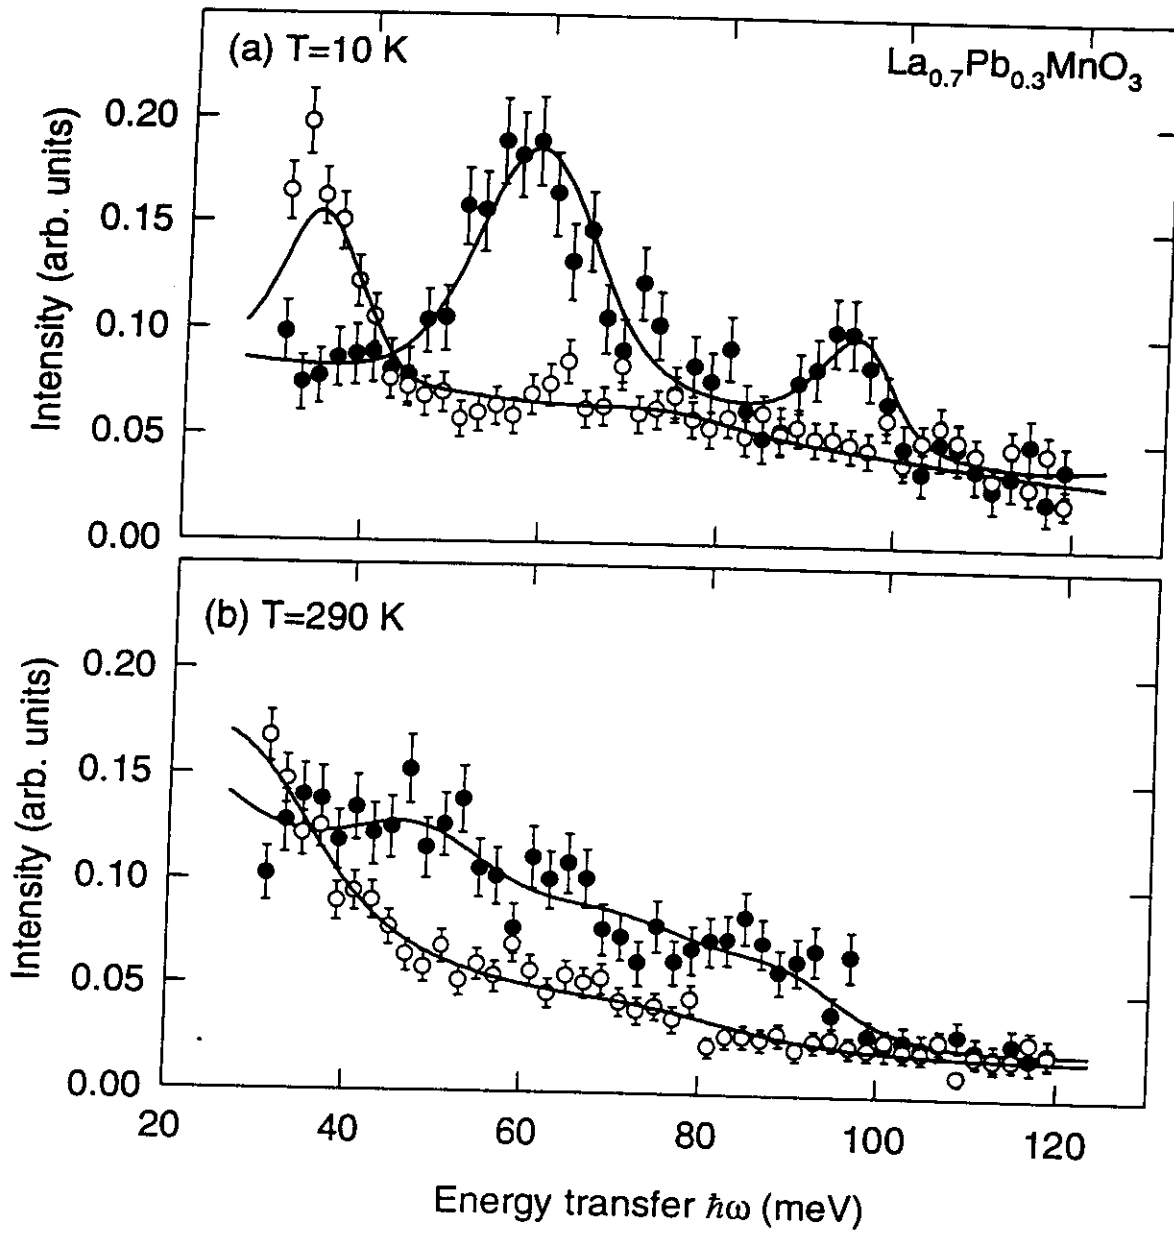 (a) T=10 K
La0.7Pb0.3MnO3
Intensity (arb. units)
0.20
0.15
0.10
0.05
0.00
(b) T=290 K
Intensity (arb. units)
0.20
0.15
0.10
0.05
0.00
20 40 60 80 100 120
Energy transfer ħω (meV)